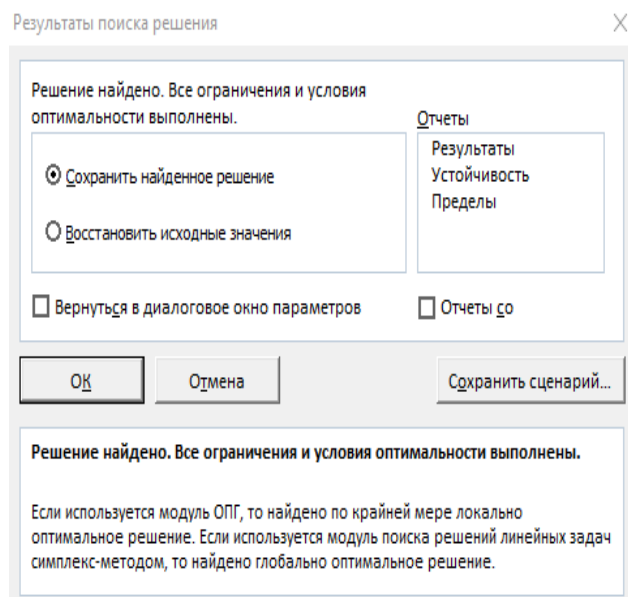 Результаты поиска решения
Решение найдено. Все ограничения и условия
оптимальности выполнены.
Отчеты
Результаты
Устойчивость
Пределы
Сохранить найденное решение
Восстановить исходные значения
Вернуться в диалоговое окно параметров
Отчеты со
ОК
Отмена
Сохранить сценарий...
Решение найдено. Все ограничения и условия оптимальности выполнены.
Если используется модуль ОПГ, то найдено по крайней мере локально
оптимальное решение. Если используется модуль поиска решений линейных задач
симплекс-методом, то найдено глобально оптимальное решение.